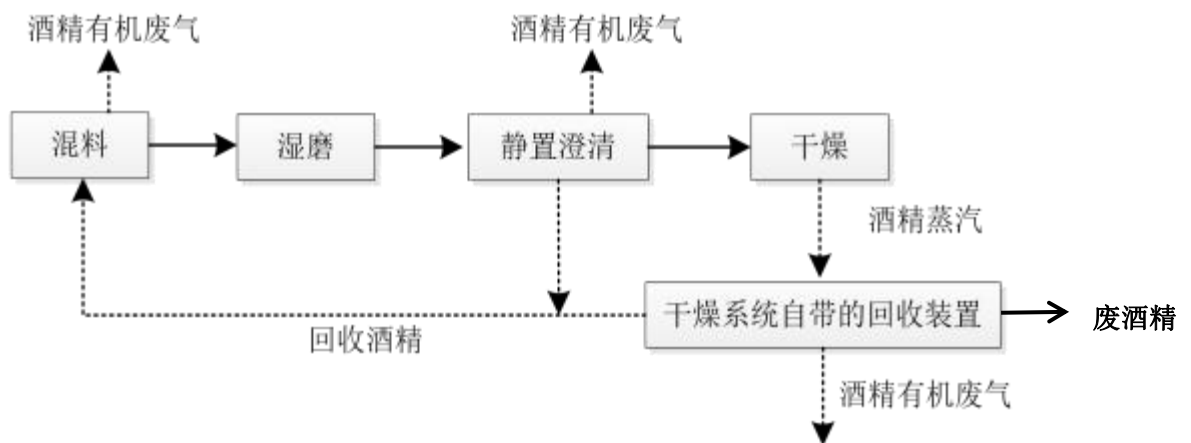 酒精有机废气
酒精有机废气
混料
湿磨
静置澄清
干燥
酒精蒸汽
干燥系统自带的回收装置
废酒精
回收酒精
酒精有机废气